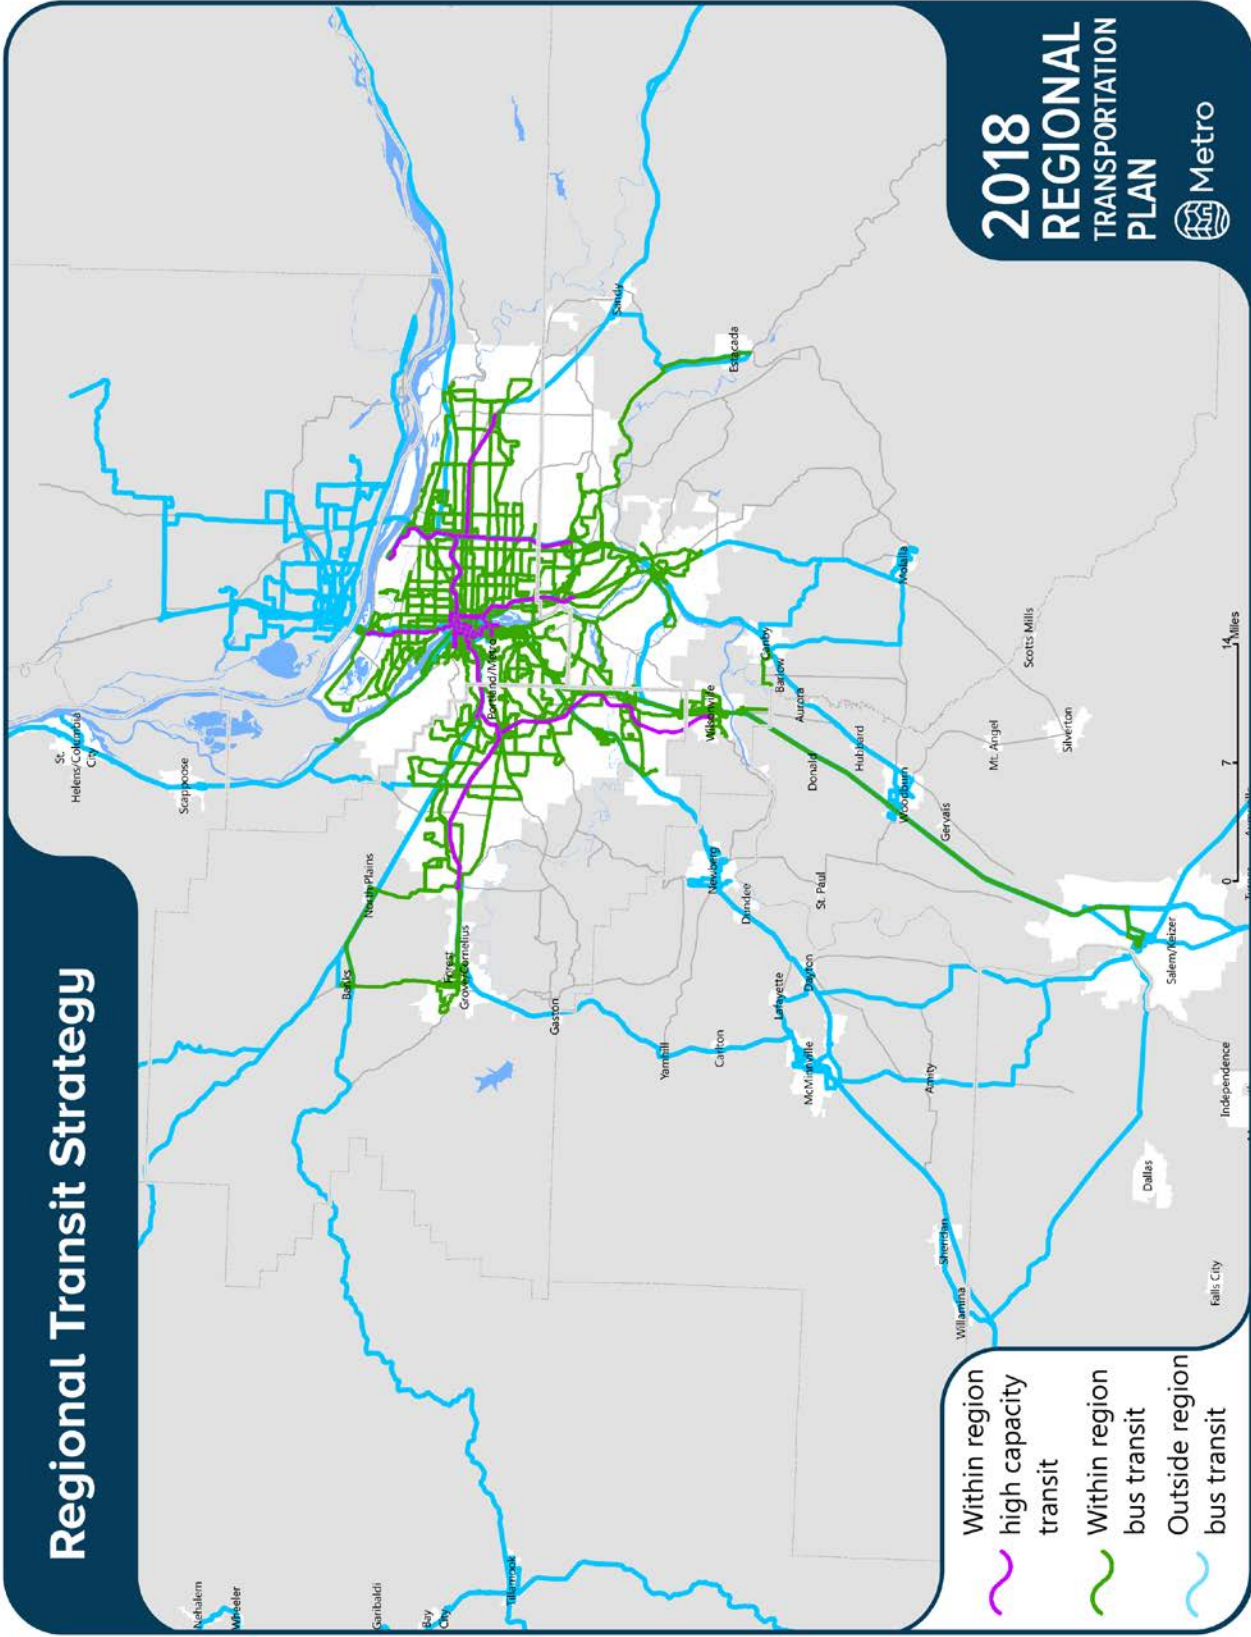 Regional Transit Strategy
2018
REGIONAL
TRANSPORTATION
PLAN
Metro
St.
Helens/Columbia
City
Scappoose
North Plains
Banks
Forest
Grove/Cornelius
Portland/Metro
Sandy
Estacada
Gaston
Yamhill
Carlton
Newberg
Dundee
St. Paul
Lafayette
Dayton
McMinnville
Amity
Sheridan
Willamina
Wilsonville
Canby
Barlow
Aurora
Donald
Hubbard
Woodburn
Gervais
Molalla
Mt. Angel
Scotts Mills
Silverton
Salem/Keizer
Independence
Dallas
Falls City
Nehalem
Wheeler
Garibaldi
Bay
City
Tillamook
Within region
high capacity
transit
Within region
bus transit
Outside region
bus transit
0 7 14
Miles